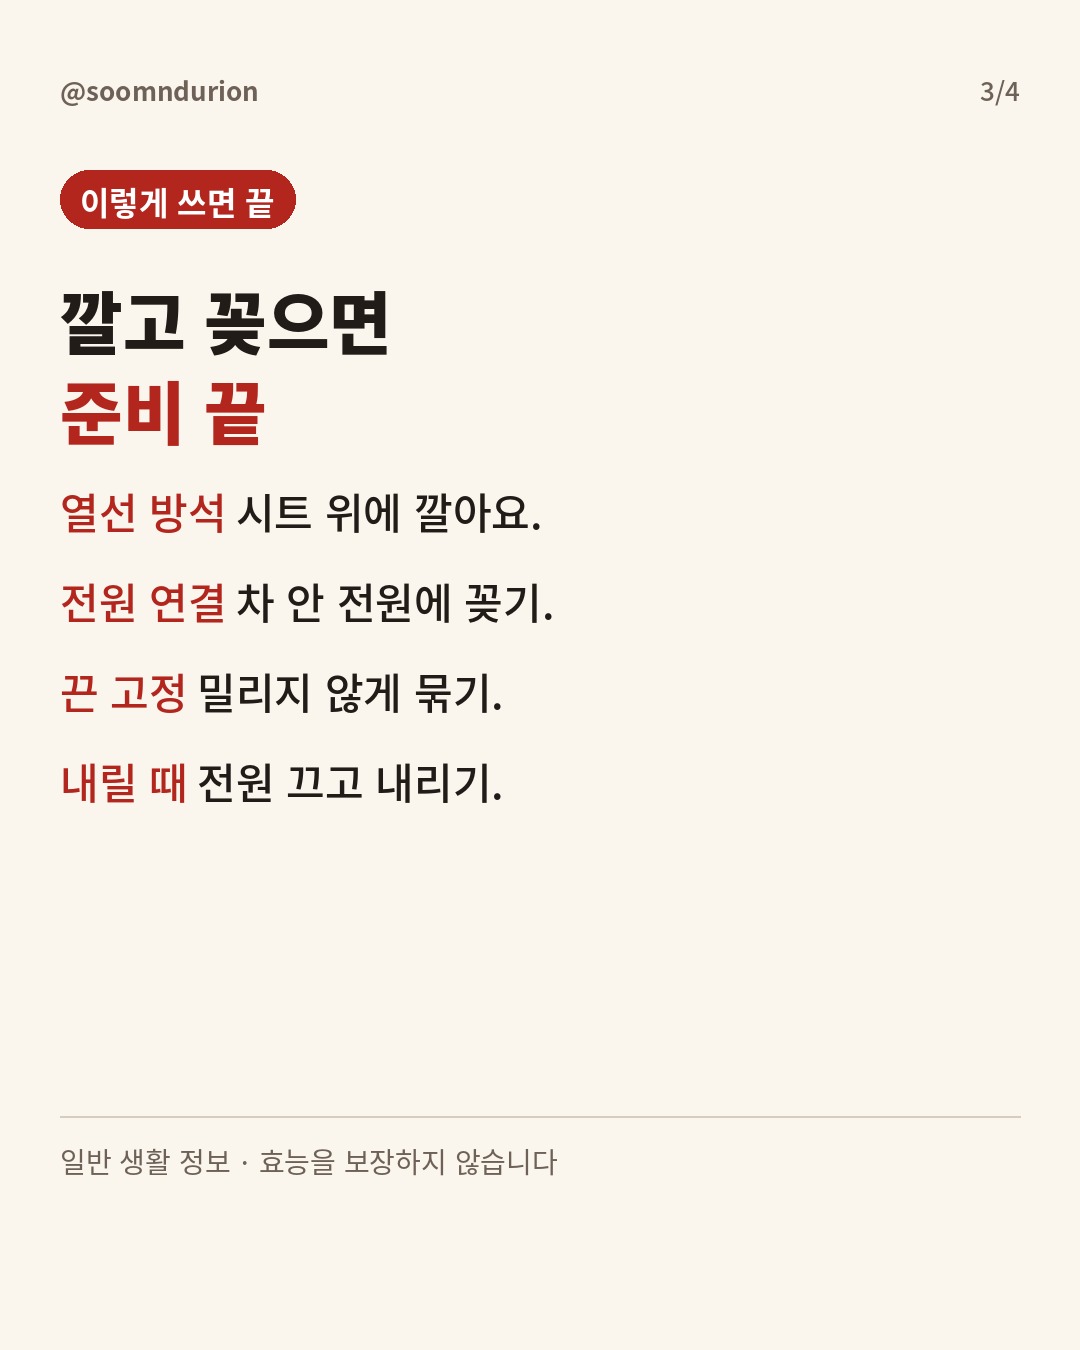 @soomndurion
3/4
이렇게 쓰면 끝
깔고 꽂으면
준비 끝
열선 방석 시트 위에 깔아요.
전원 연결 차 안 전원에 꽂기.
끈 고정 밀리지 않게 묶기.
내릴 때 전원 끄고 내리기.
일반 생활 정보 · 효능을 보장하지 않습니다